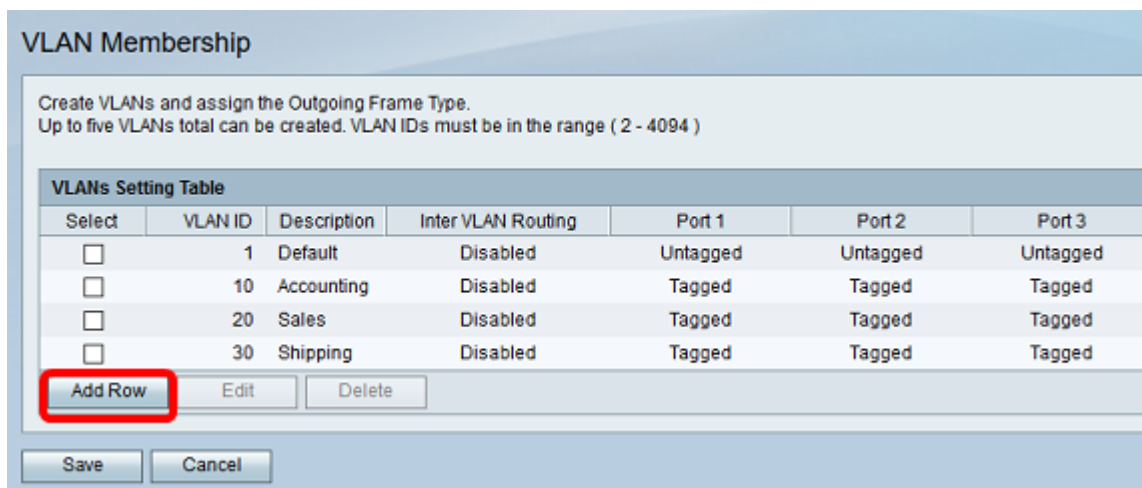 VLAN Membership
Create VLANs and assign the Outgoing Frame Type.
Up to five VLANs total can be created. VLAN IDs must be in the range ( 2 - 4094 )
VLANs Setting Table
Select VLAN ID Description Inter VLAN Routing Port 1 Port 2 Port 3
1 Default Disabled Untagged Untagged Untagged
10 Accounting Disabled Tagged Tagged Tagged
20 Sales Disabled Tagged Tagged Tagged
30 Shipping Disabled Tagged Tagged Tagged
Add Row Edit Delete
Save Cancel